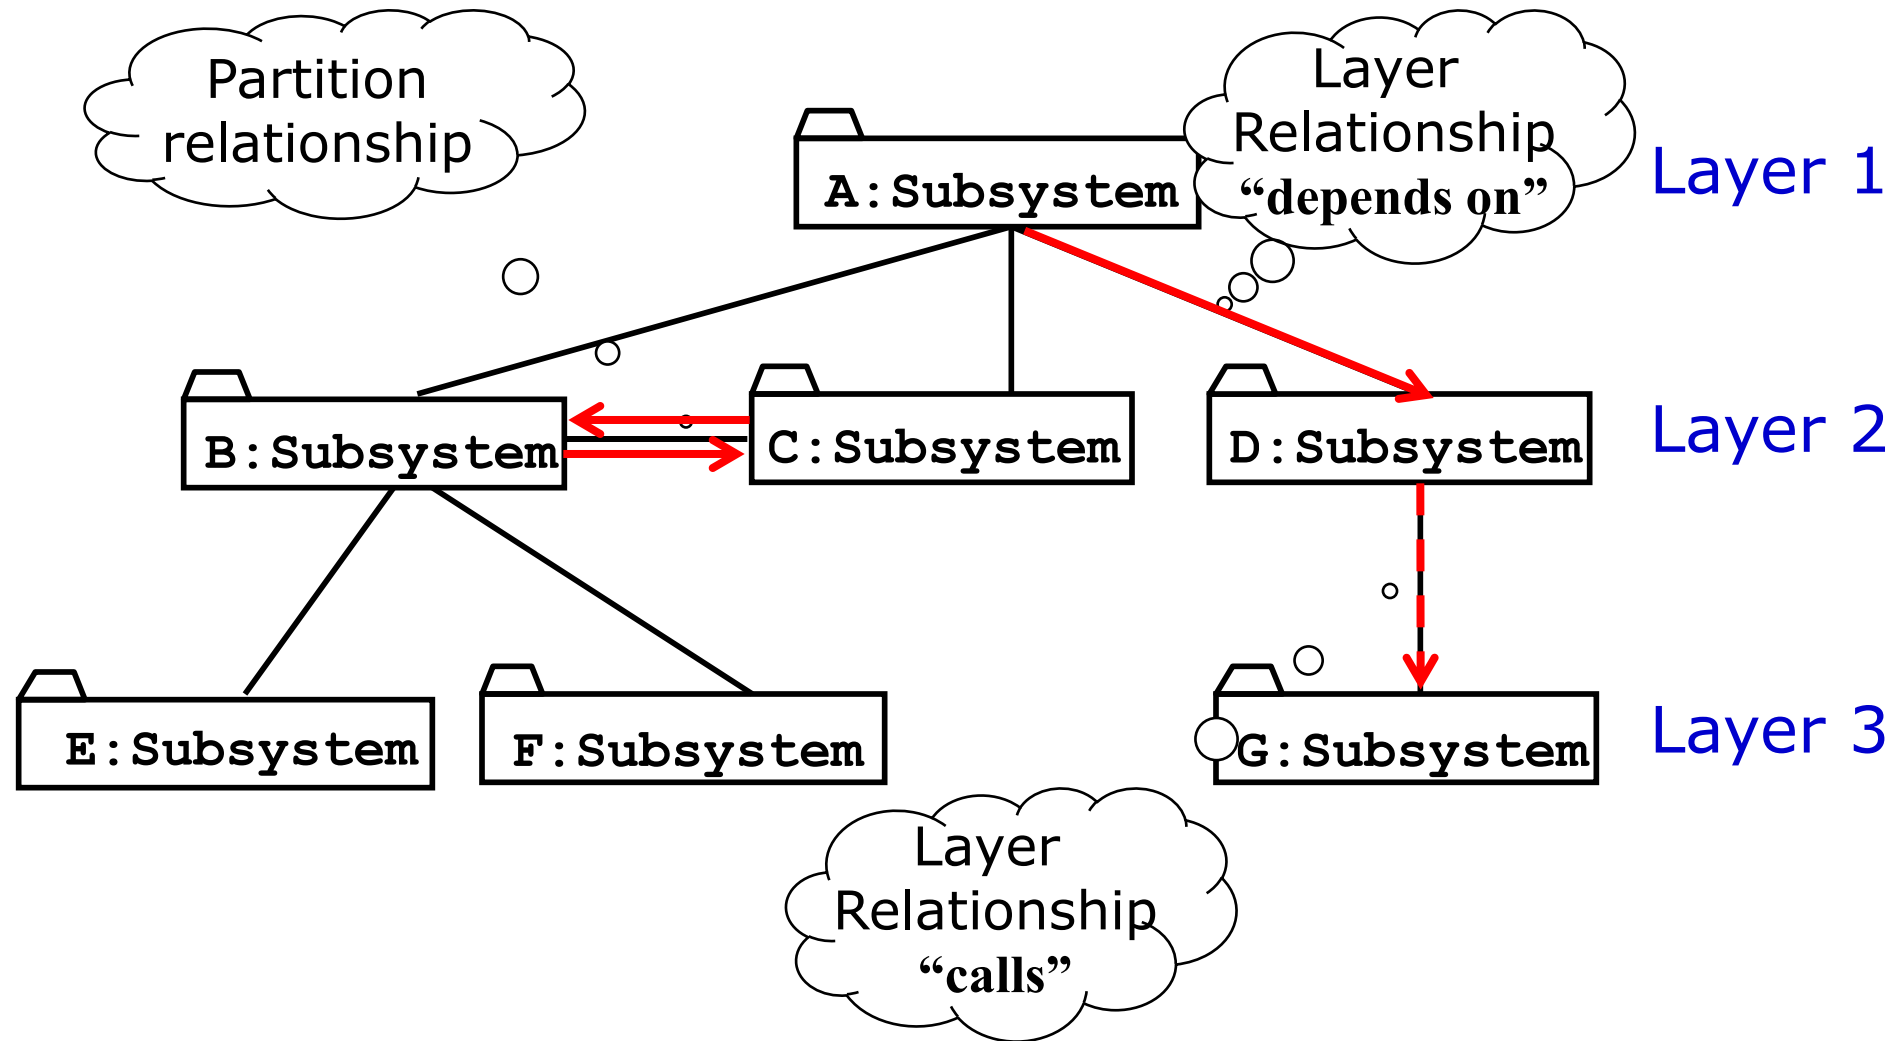 Partition
relationship
Layer
Relationship
“depends on”
A:Subsystem
Layer 1
B:Subsystem
C:Subsystem
D:Subsystem
Layer 2
E:Subsystem
F:Subsystem
G:Subsystem
Layer 3
Layer
Relationship
“calls”